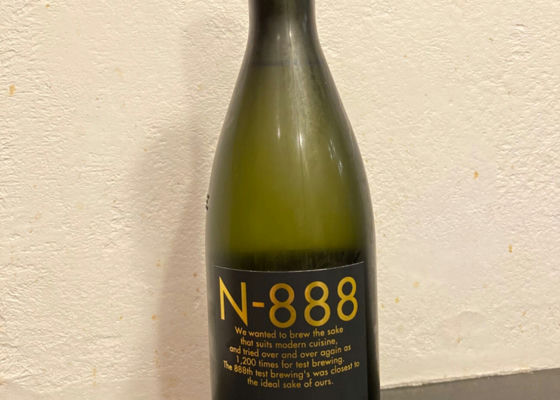 N-888
We wanted to brew the sake
that suits modern cuisine,
and tried over and over again as
1,200 times for test brewing.
The 888th test brewing's was closest to
the ideal sake of ours.